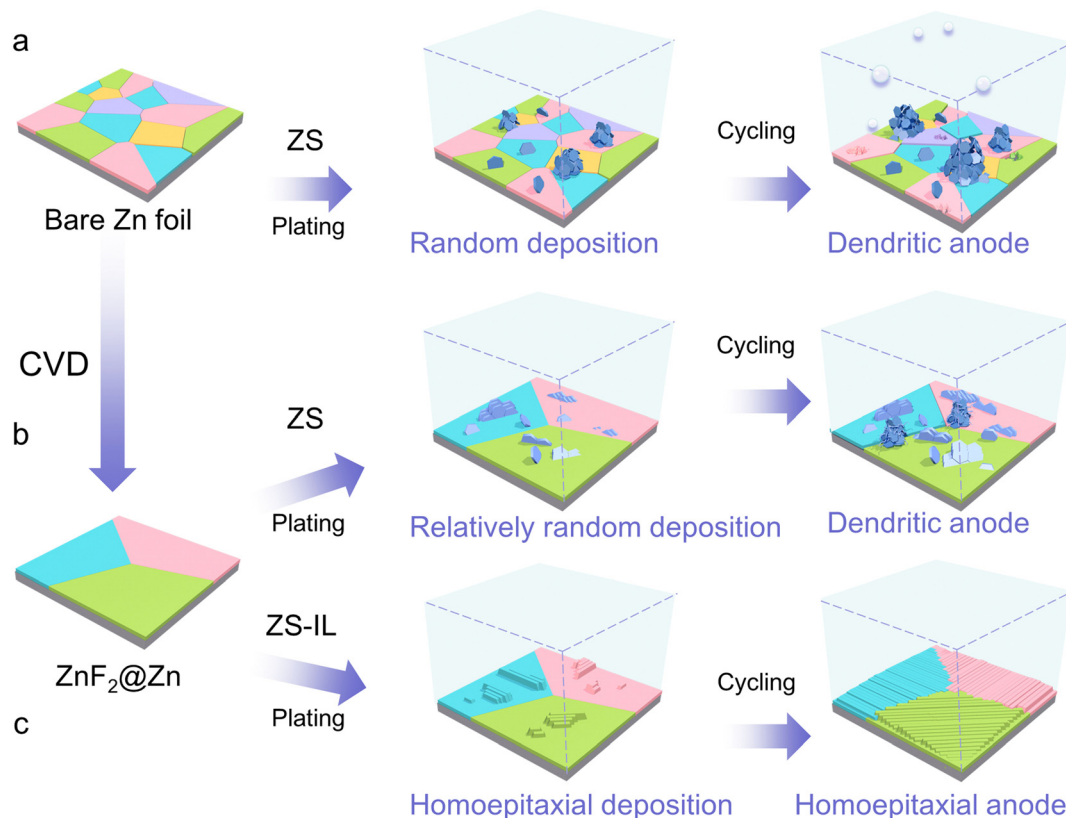 a
ZS
Plating
Cycling
Bare Zn foil
Random deposition
Dendritic anode
CVD
b
ZS
Plating
Cycling
Relatively random deposition
Dendritic anode
ZnF₂@Zn
c
ZS-IL
Plating
Cycling
Homoepitaxial deposition
Homoepitaxial anode